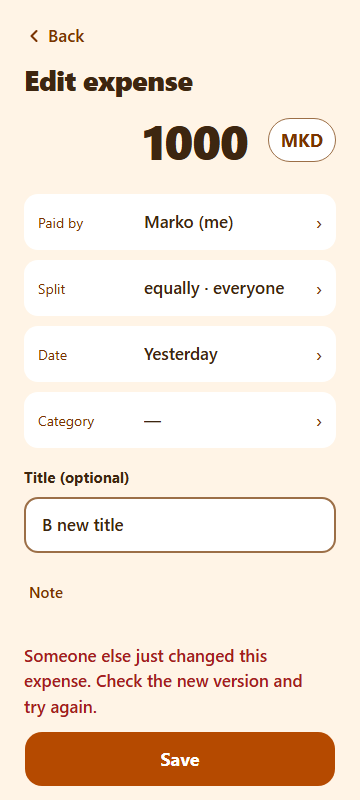 Back
Edit expense
1000 MKD
Paid by Marko (me) ›
Split equally · everyone ›
Date Yesterday ›
Category — ›
Title (optional)
B new title
Note
Someone else just changed this
expense. Check the new version and
try again.
Save